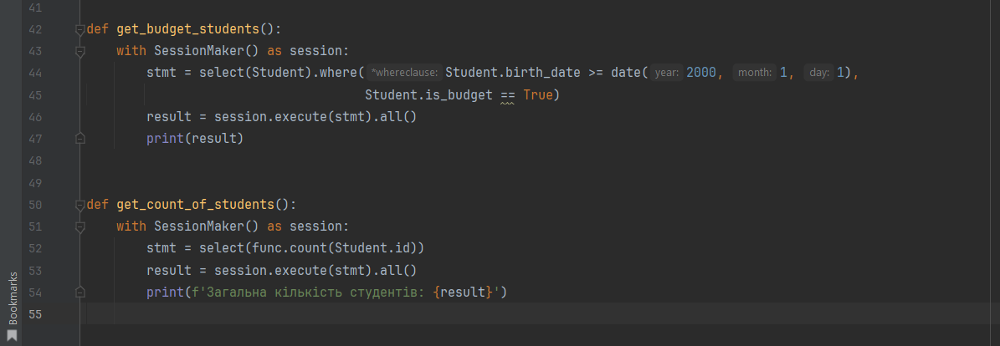 41
42 def get_budget_students():
43 with SessionMaker() as session:
44 stmt = select(Student).where( *whereclause: Student.birth_date >= date( year: 2000, month: 1, day: 1),
45 Student.is_budget == True)
46 result = session.execute(stmt).all()
47 print(result)
48
49
50 def get_count_of_students():
51 with SessionMaker() as session:
52 stmt = select(func.count(Student.id))
53 result = session.execute(stmt).all()
54 print(f'Загальна кількість студентів: {result}')
55
Bookmarks